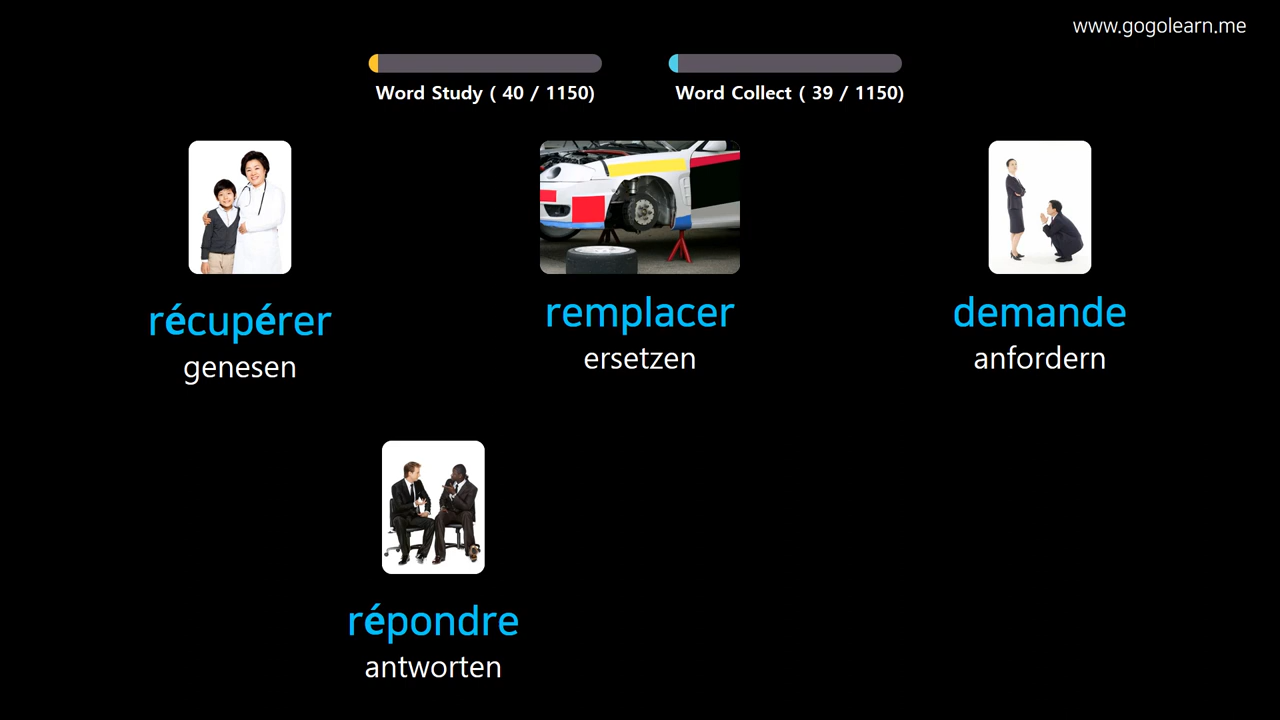 www.gogolearn.me
Word Study ( 40 / 1150)
Word Collect ( 39 / 1150)
récupérer
genesen
remplacer
ersetzen
demande
anfordern
répondre
antworten